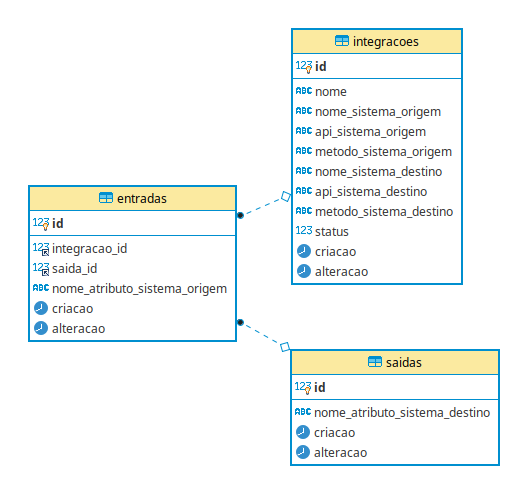 integracoes
123 id
ABC nome
ABC nome_sistema_origem
ABC api_sistema_origem
ABC metodo_sistema_origem
ABC nome_sistema_destino
ABC api_sistema_destino
ABC metodo_sistema_destino
123 status
criacao
alteracao
entradas
123 id
123 integracao_id
123 saida_id
ABC nome_atributo_sistema_origem
criacao
alteracao
saidas
123 id
ABC nome_atributo_sistema_destino
criacao
alteracao